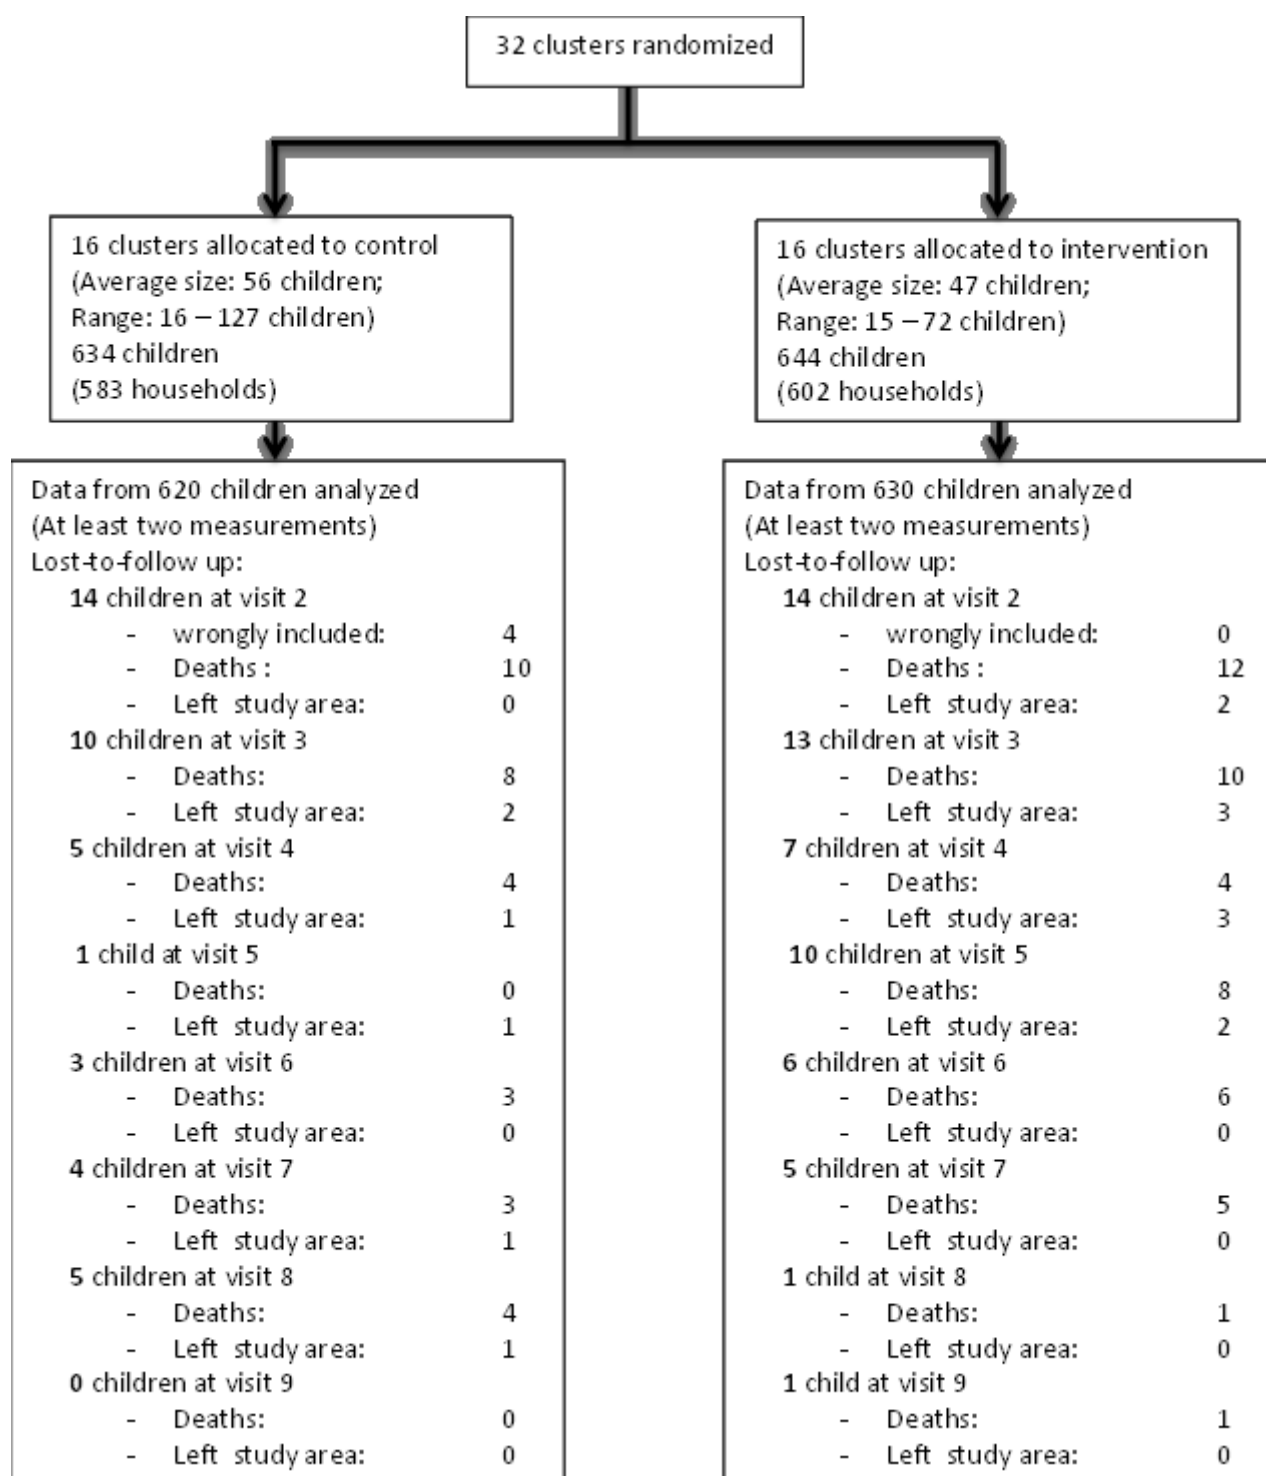 32 clusters randomized
16 clusters allocated to control
(Average size: 56 children;
Range: 16 – 127 children)
634 children
(583 households)
16 clusters allocated to intervention
(Average size: 47 children;
Range: 15 – 72 children)
644 children
(602 households)
Data from 620 children analyzed
(At least two measurements)
Lost-to-follow up:
14 children at visit 2
- wrongly included: 4
- Deaths : 10
- Left study area: 0
10 children at visit 3
- Deaths: 8
- Left study area: 2
5 children at visit 4
- Deaths: 4
- Left study area: 1
1 child at visit 5
- Deaths: 0
- Left study area: 1
3 children at visit 6
- Deaths: 3
- Left study area: 0
4 children at visit 7
- Deaths: 3
- Left study area: 1
5 children at visit 8
- Deaths: 4
- Left study area: 1
0 children at visit 9
- Deaths: 0
- Left study area: 0
Data from 630 children analyzed
(At least two measurements)
Lost-to-follow up:
14 children at visit 2
- wrongly included: 0
- Deaths : 12
- Left study area: 2
13 children at visit 3
- Deaths: 10
- Left study area: 3
7 children at visit 4
- Deaths: 4
- Left study area: 3
10 children at visit 5
- Deaths: 8
- Left study area: 2
6 children at visit 6
- Deaths: 6
- Left study area: 0
5 children at visit 7
- Deaths: 5
- Left study area: 0
1 child at visit 8
- Deaths: 1
- Left study area: 0
1 child at visit 9
- Deaths: 1
- Left study area: 0